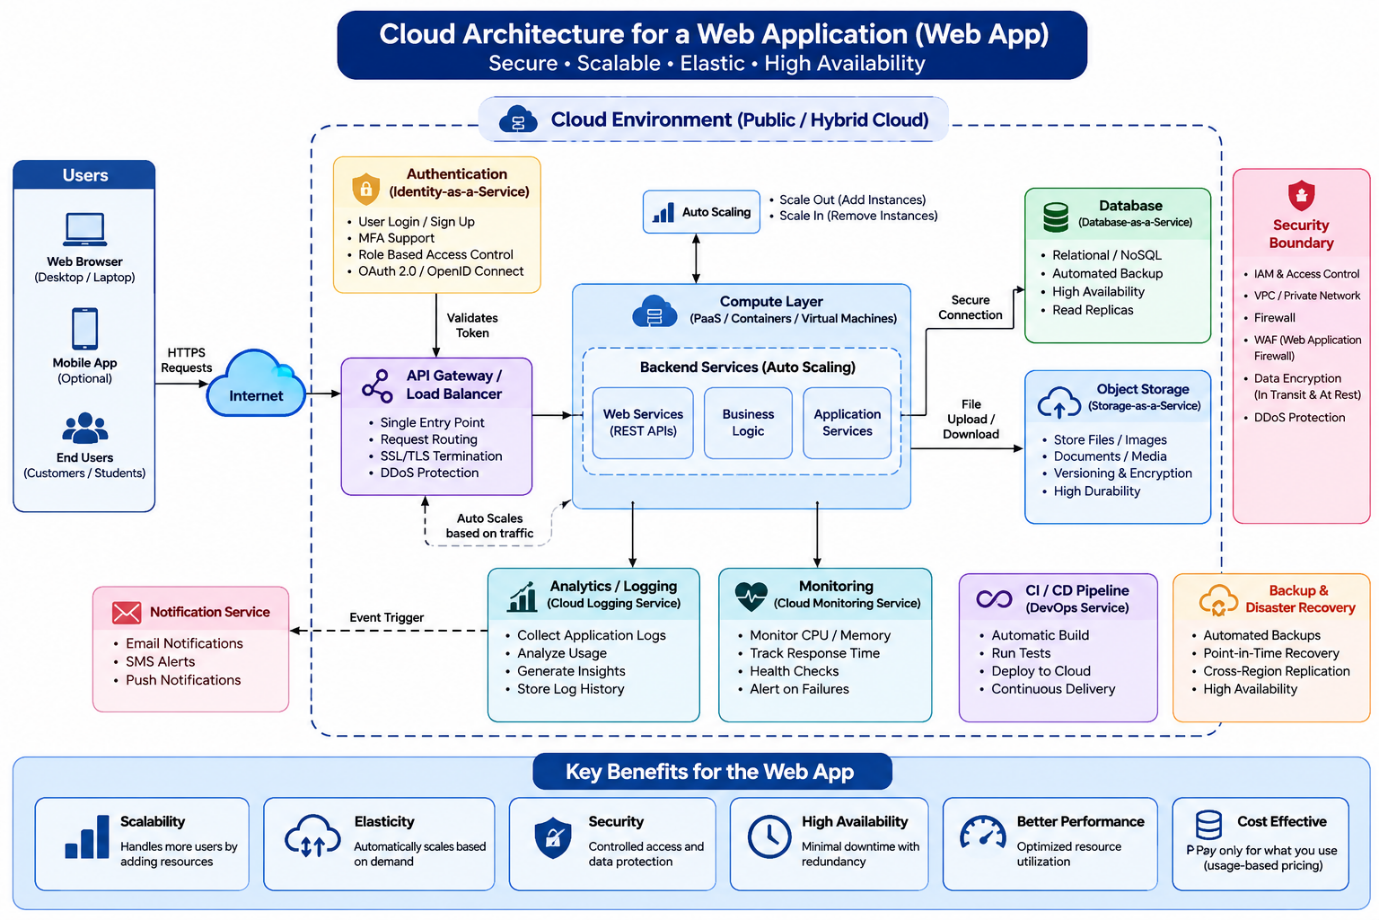 Cloud Architecture for a Web Application (Web App)
Secure • Scalable • Elastic • High Availability
Cloud Environment (Public / Hybrid Cloud)
Users
Web Browser
(Desktop / Laptop)
Mobile App
(Optional)
End Users
(Customers / Students)
HTTPS
Requests
Internet
Authentication
(Identity-as-a-Service)
• User Login / Sign Up
• MFA Support
• Role Based Access Control
• OAuth 2.0 / OpenID Connect
Validates
Token
API Gateway /
Load Balancer
• Single Entry Point
• Request Routing
• SSL/TLS Termination
• DDoS Protection
Auto Scales
based on traffic
Auto Scaling
• Scale Out (Add Instances)
• Scale In (Remove Instances)
Compute Layer
(PaaS / Containers / Virtual Machines)
Backend Services (Auto Scaling)
Web Services
(REST APIs)
Business
Logic
Application
Services
Secure
Connection
File
Upload /
Download
Database
(Database-as-a-Service)
• Relational / NoSQL
• Automated Backup
• High Availability
• Read Replicas
Object Storage
(Storage-as-a-Service)
• Store Files / Images
• Documents / Media
• Versioning & Encryption
• High Durability
Security
Boundary
• IAM & Access Control
• VPC / Private Network
• Firewall
• WAF (Web Application
Firewall)
• Data Encryption
(In Transit & At Rest)
• DDoS Protection
Notification Service
• Email Notifications
• SMS Alerts
• Push Notifications
Event Trigger
Analytics / Logging
(Cloud Logging Service)
• Collect Application Logs
• Analyze Usage
• Generate Insights
• Store Log History
Monitoring
(Cloud Monitoring Service)
• Monitor CPU / Memory
• Track Response Time
• Health Checks
• Alert on Failures
CI / CD Pipeline
(DevOps Service)
• Automatic Build
• Run Tests
• Deploy to Cloud
• Continuous Delivery
Backup &
Disaster Recovery
• Automated Backups
• Point-in-Time Recovery
• Cross-Region Replication
• High Availability
Key Benefits for the Web App
Scalability
Handles more users by
adding resources
Elasticity
Automatically scales based
on demand
Security
Controlled access and
data protection
High Availability
Minimal downtime with
redundancy
Better Performance
Optimized resource
utilization
Cost Effective
P Pay only for what you use
(usage-based pricing)